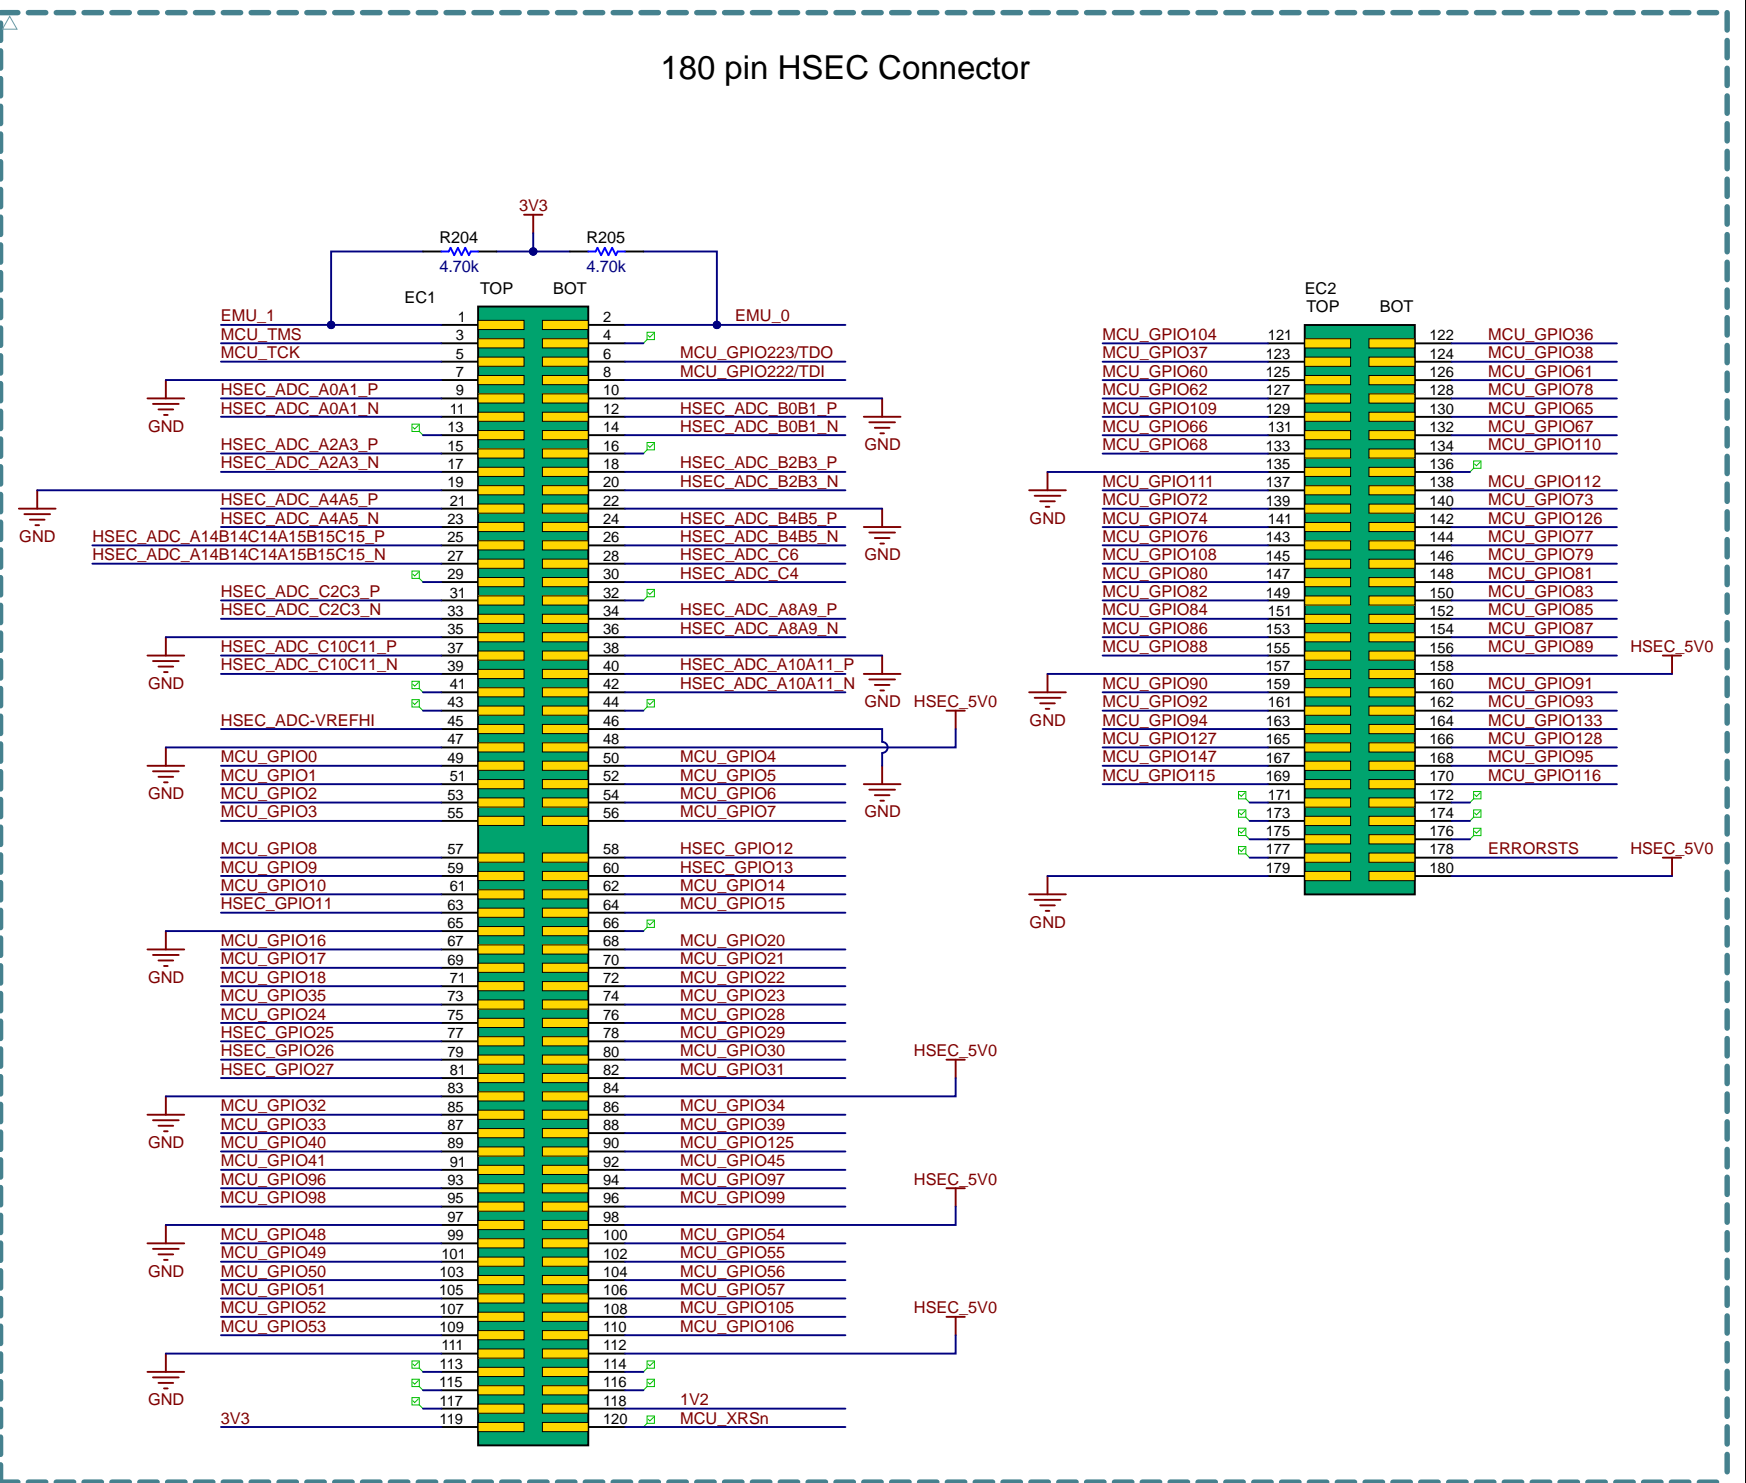 180 pin HSEC Connector
3V3
R204 R205
4.70k 4.70k
EC1 TOP BOT
EMU_1 1 2 EMU_0
MCU_TMS 3 4
MCU_TCK 5 6 MCU_GPIO223/TDO
7 8 MCU_GPIO222/TDI
HSEC_ADC_A0A1_P 9 10
HSEC_ADC_A0A1_N 11 12 HSEC_ADC_B0B1_P
GND 13 14 HSEC_ADC_B0B1_N
HSEC_ADC_A2A3_P 15 16 GND
HSEC_ADC_A2A3_N 17 18 HSEC_ADC_B2B3_P
19 20 HSEC_ADC_B2B3_N
HSEC_ADC_A4A5_P 21 22
HSEC_ADC_A4A5_N 23 24 HSEC_ADC_B4B5_P
GND HSEC_ADC_A14B14C14A15B15C15_P 25 26 HSEC_ADC_B4B5_N
HSEC_ADC_A14B14C14A15B15C15_N 27 28 HSEC_ADC_C6 GND
29 30 HSEC_ADC_C4
HSEC_ADC_C2C3_P 31 32
HSEC_ADC_C2C3_N 33 34 HSEC_ADC_A8A9_P
35 36 HSEC_ADC_A8A9_N
HSEC_ADC_C10C11_P 37 38
HSEC_ADC_C10C11_N 39 40 HSEC_ADC_A10A11_P
GND 41 42 HSEC_ADC_A10A11_N
43 44 GND HSEC_5V0
HSEC_ADC-VREFHI 45 46
47 48
MCU_GPIO0 49 50 MCU_GPIO4
MCU_GPIO1 51 52 MCU_GPIO5
GND MCU_GPIO2 53 54 MCU_GPIO6
MCU_GPIO3 55 56 MCU_GPIO7 GND
MCU_GPIO8 57 58 HSEC_GPIO12
MCU_GPIO9 59 60 HSEC_GPIO13
MCU_GPIO10 61 62 MCU_GPIO14
HSEC_GPIO11 63 64 MCU_GPIO15
65 66
MCU_GPIO16 67 68 MCU_GPIO20
MCU_GPIO17 69 70 MCU_GPIO21
GND MCU_GPIO18 71 72 MCU_GPIO22
MCU_GPIO35 73 74 MCU_GPIO23
MCU_GPIO24 75 76 MCU_GPIO28
HSEC_GPIO25 77 78 MCU_GPIO29
HSEC_GPIO26 79 80 MCU_GPIO30 HSEC_5V0
HSEC_GPIO27 81 82 MCU_GPIO31
83 84
MCU_GPIO32 85 86 MCU_GPIO34
MCU_GPIO33 87 88 MCU_GPIO39
GND MCU_GPIO40 89 90 MCU_GPIO125
MCU_GPIO41 91 92 MCU_GPIO45
MCU_GPIO96 93 94 MCU_GPIO97 HSEC_5V0
MCU_GPIO98 95 96 MCU_GPIO99
97 98
MCU_GPIO48 99 100 MCU_GPIO54
MCU_GPIO49 101 102 MCU_GPIO55
GND MCU_GPIO50 103 104 MCU_GPIO56
MCU_GPIO51 105 106 MCU_GPIO57
MCU_GPIO52 107 108 MCU_GPIO105 HSEC_5V0
MCU_GPIO53 109 110 MCU_GPIO106
111 112
113 114
115 116
GND 117 118 1V2
3V3 119 120 MCU_XRSn
EC2
TOP BOT
MCU_GPIO104 121 122 MCU_GPIO36
MCU_GPIO37 123 124 MCU_GPIO38
MCU_GPIO60 125 126 MCU_GPIO61
MCU_GPIO62 127 128 MCU_GPIO78
MCU_GPIO109 129 130 MCU_GPIO65
MCU_GPIO66 131 132 MCU_GPIO67
MCU_GPIO68 133 134 MCU_GPIO110
135 136
MCU_GPIO111 137 138 MCU_GPIO112
MCU_GPIO72 139 140 MCU_GPIO73
GND MCU_GPIO74 141 142 MCU_GPIO126
MCU_GPIO76 143 144 MCU_GPIO77
MCU_GPIO108 145 146 MCU_GPIO79
MCU_GPIO80 147 148 MCU_GPIO81
MCU_GPIO82 149 150 MCU_GPIO83
MCU_GPIO84 151 152 MCU_GPIO85
MCU_GPIO86 153 154 MCU_GPIO87
MCU_GPIO88 155 156 MCU_GPIO89 HSEC_5V0
157 158
MCU_GPIO90 159 160 MCU_GPIO91
MCU_GPIO92 161 162 MCU_GPIO93
GND MCU_GPIO94 163 164 MCU_GPIO133
MCU_GPIO127 165 166 MCU_GPIO128
MCU_GPIO147 167 168 MCU_GPIO95
MCU_GPIO115 169 170 MCU_GPIO116
171 172
173 174
175 176
177 178 ERRORSTS HSEC_5V0
179 180
GND